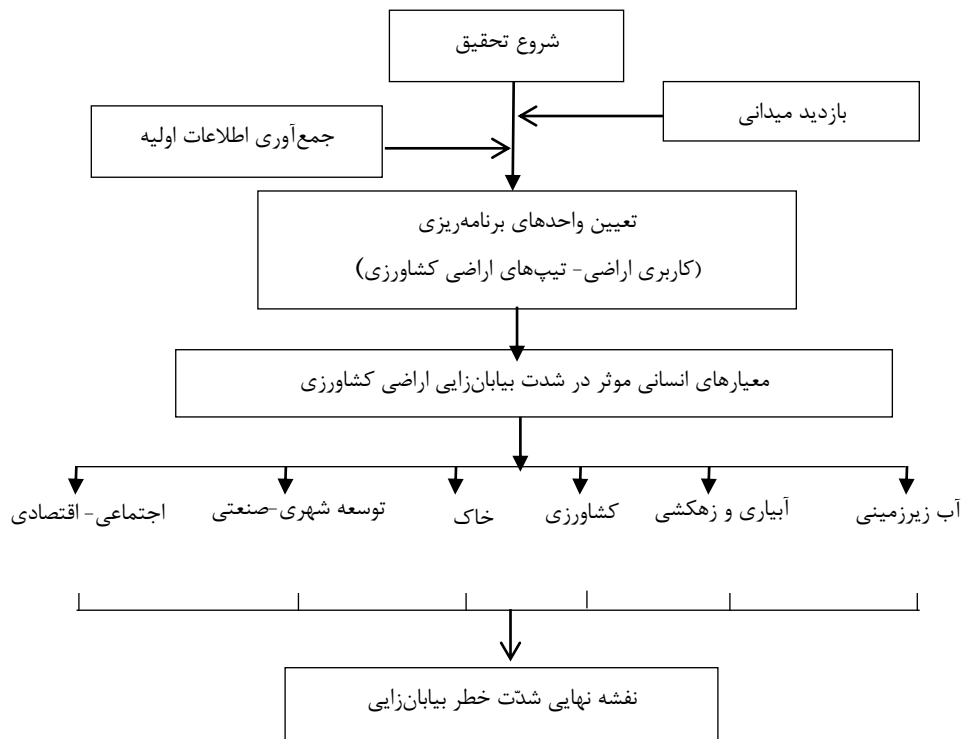 شروع تحقیق
بازدید میدانی
جمع‌آوری اطلاعات اولیه
تعیین واحدهای برنامه‌ریزی
(کاربری اراضی- تیپ‌های اراضی کشاورزی)
معیارهای انسانی موثر در شدت بیابان‌زایی اراضی کشاورزی
آب زیرزمینی
آبیاری و زهکشی
کشاورزی
خاک
توسعه شهری-صنعتی
اجتماعی- اقتصادی
نفشه نهایی شدّت خطر بیابان‌زایی